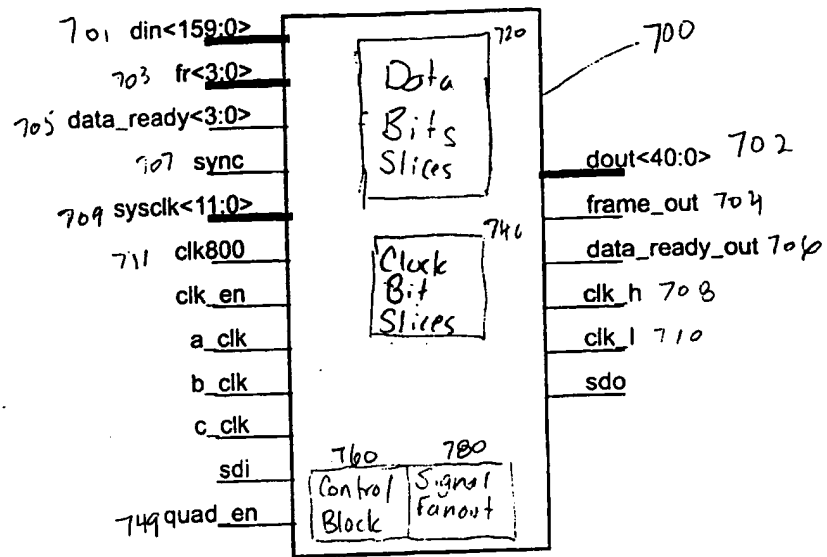 701 din<159:0>
703 fr<3:0>
705 data_ready<3:0>
707 sync
709 sysclk<11:0>
711 clk800
clk_en
a_clk
b_clk
c_clk
sdi
749 quad_en
720
Data
Bits
Slices
740
Clock
Bit
Slices
760
Control
Block
780
Signal
Fanout
700
dout<40:0> 702
frame_out 704
data_ready_out 706
clk_h 708
clk_l 710
sdo